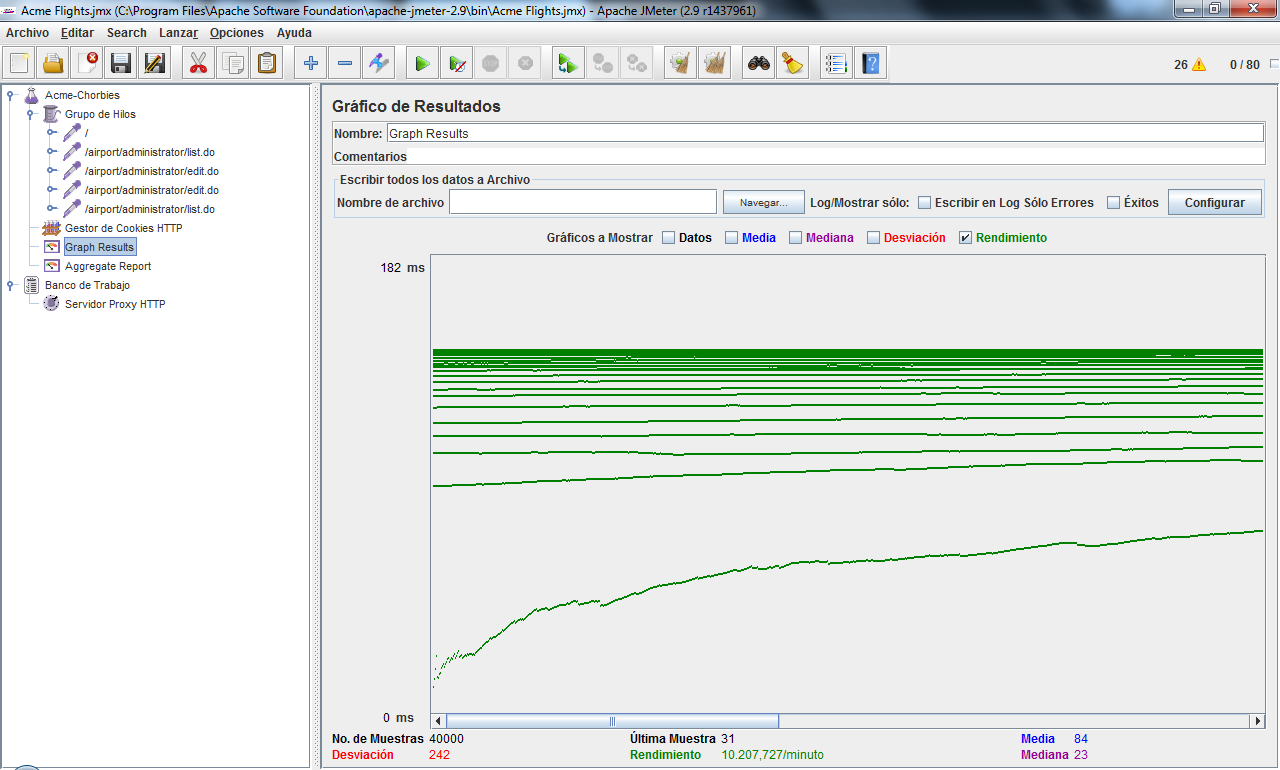 Acme Flights.jmx (C:\Program Files\Apache Software Foundation\apache-jmeter-2.9\bin\Acme Flights.jmx) - Apache JMeter (2.9 r1437961)
Archivo Editar Search Lanzar Opciones Ayuda
26 0 / 80
Acme-Chorbies
Grupo de Hilos
/
/airport/administrator/list.do
/airport/administrator/edit.do
/airport/administrator/edit.do
/airport/administrator/list.do
Gestor de Cookies HTTP
Graph Results
Aggregate Report
Banco de Trabajo
Servidor Proxy HTTP
Gráfico de Resultados
Nombre: Graph Results
Comentarios
Escribir todos los datos a Archivo
Nombre de archivo Navegar... Log/Mostrar sólo: Escribir en Log Sólo Errores Éxitos Configurar
Gráficos a Mostrar Datos Media Mediana Desviación Rendimiento
182 ms
0 ms
No. de Muestras 40000 Última Muestra 31 Media 84
Desviación 242 Rendimiento 10.207,727/minuto Mediana 23